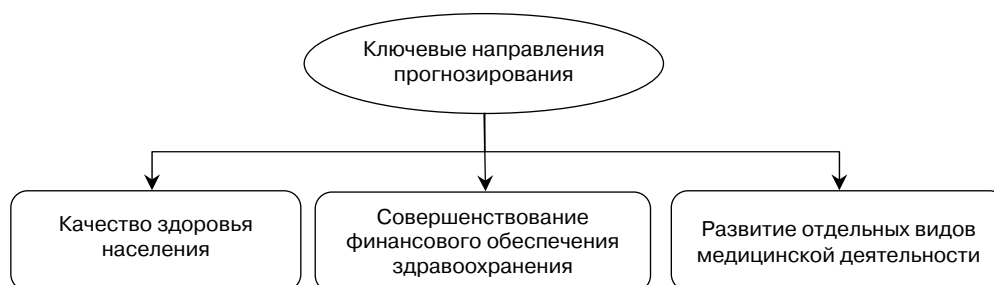 Ключевые направления
прогнозирования
Качество здоровья
населения
Совершенствование
финансового обеспечения
здравоохранения
Развитие отдельных видов
медицинской деятельности